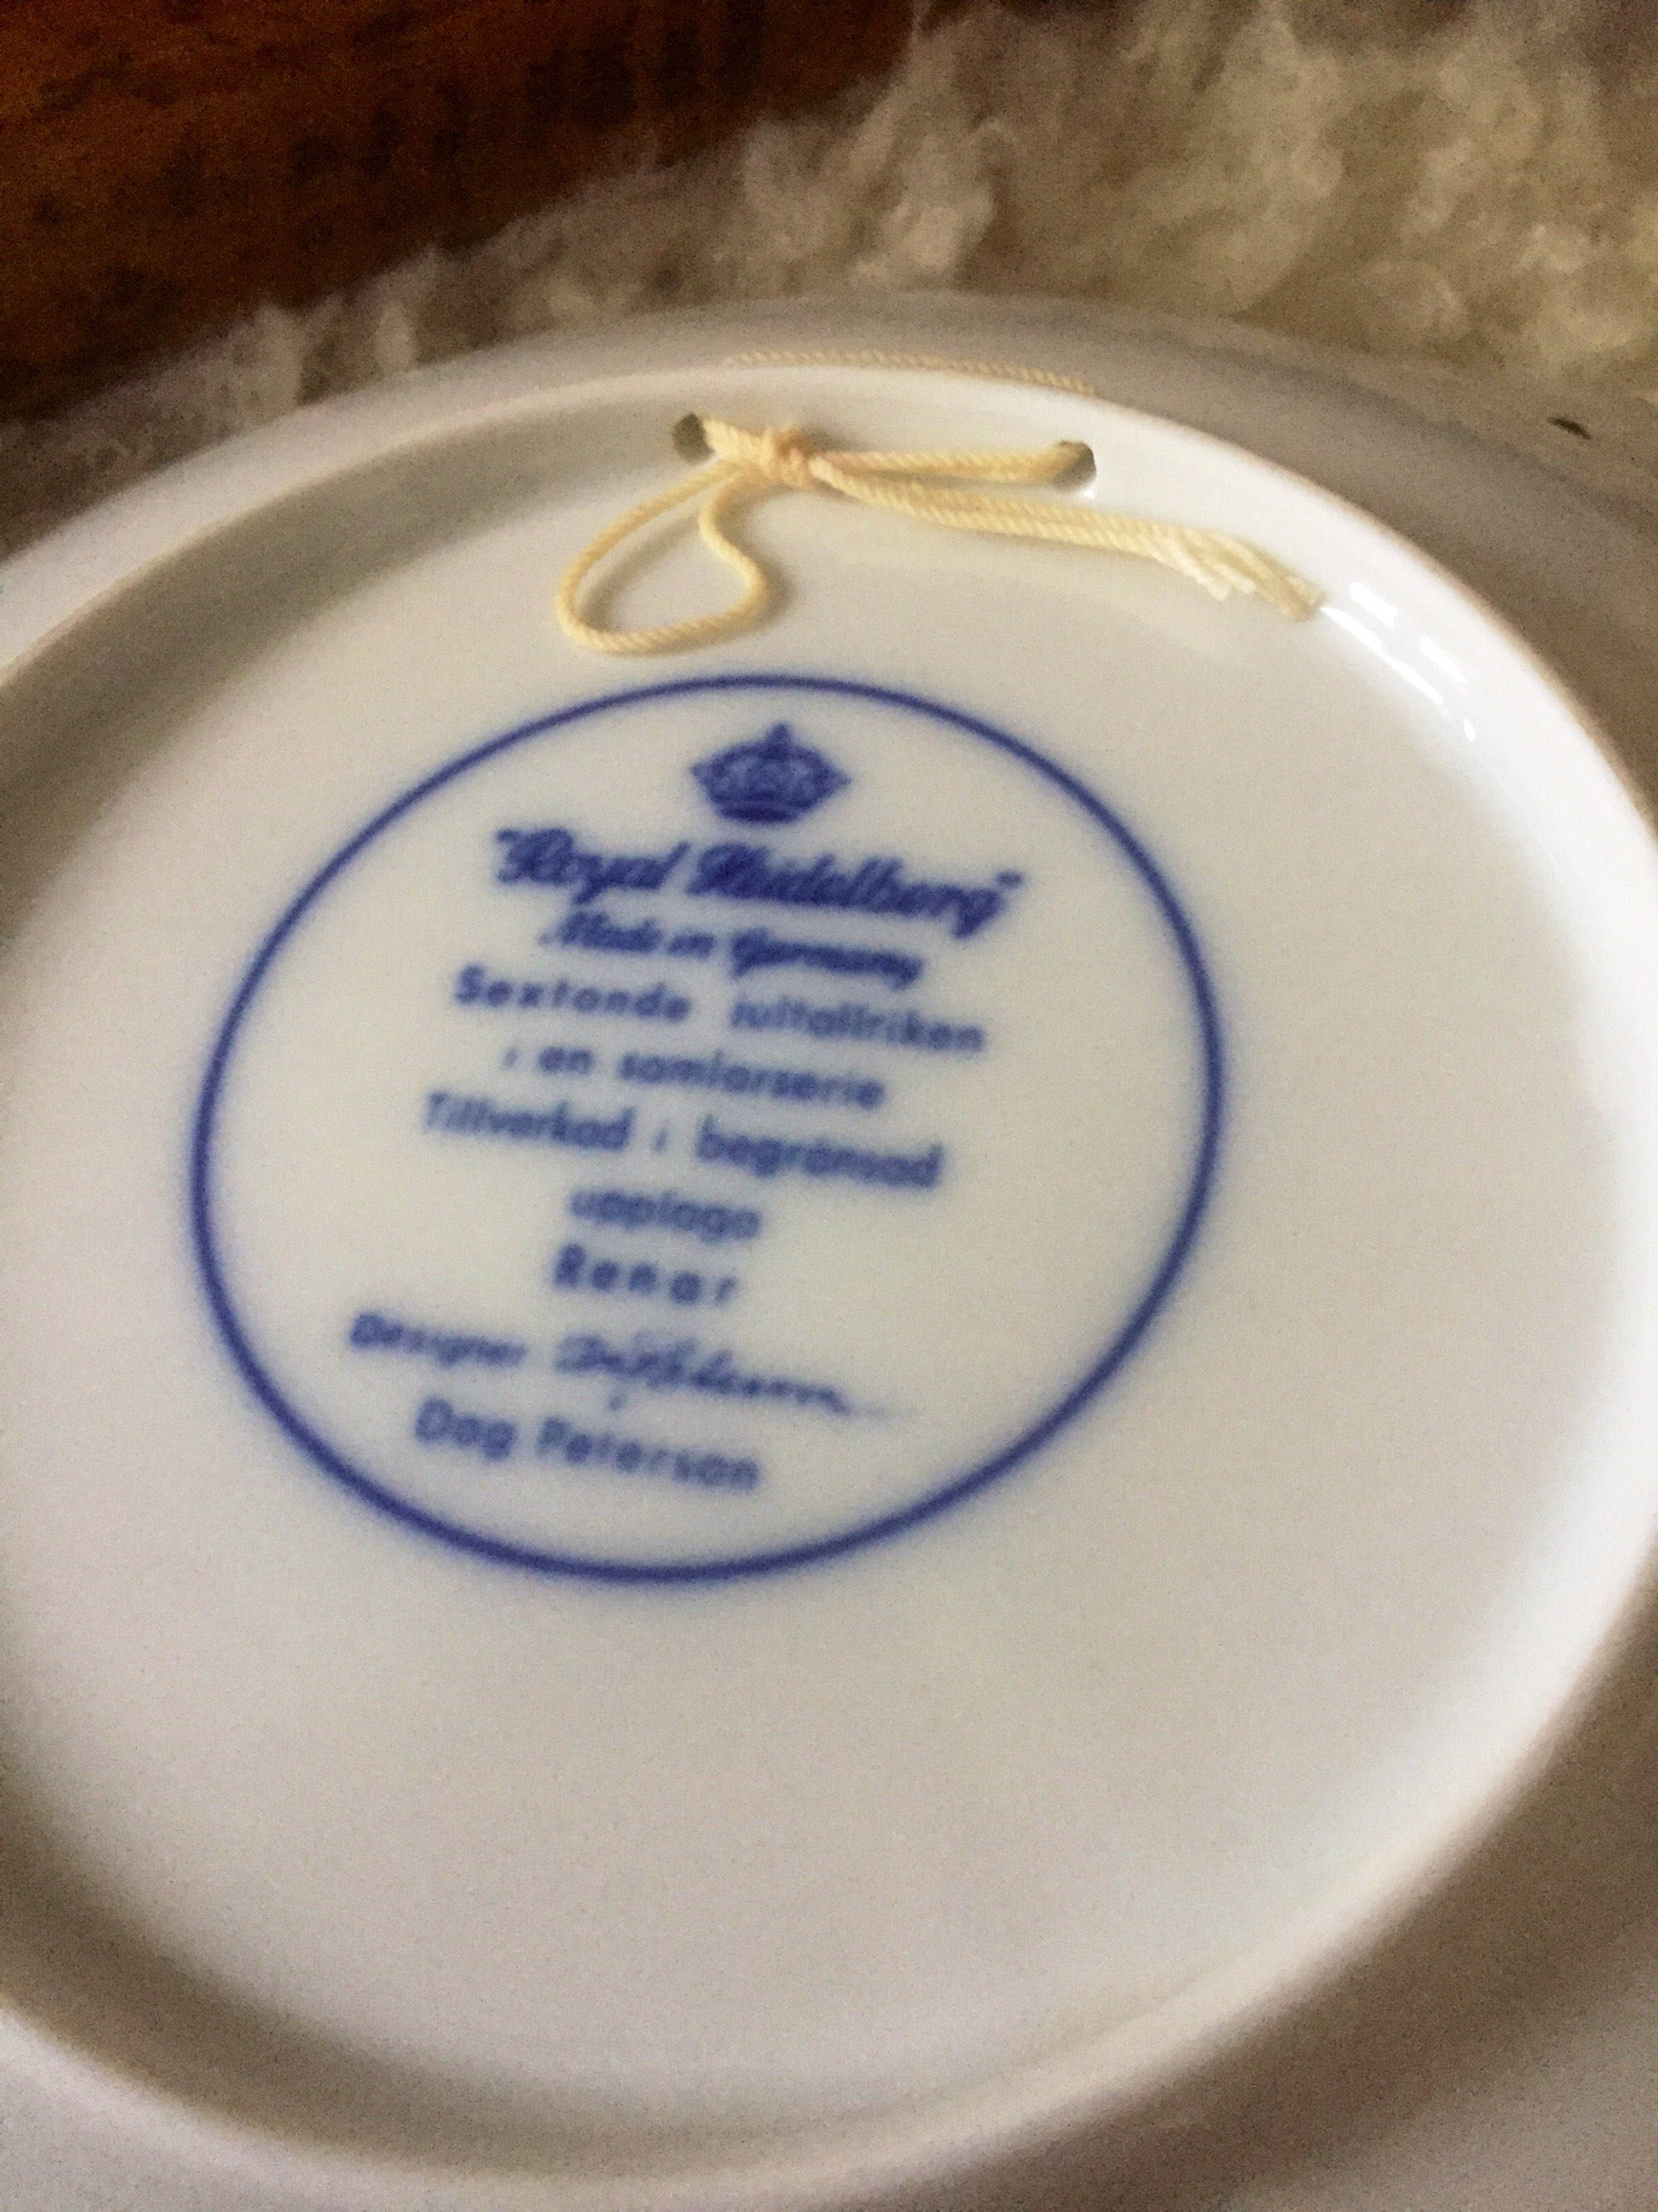 "Royal Heidelberg"
Made in Germany
Sextonde jultallriken
i en samlarserie
Tillverkad i begränsad
upplaga
Renar
Designer
Dag Peterson